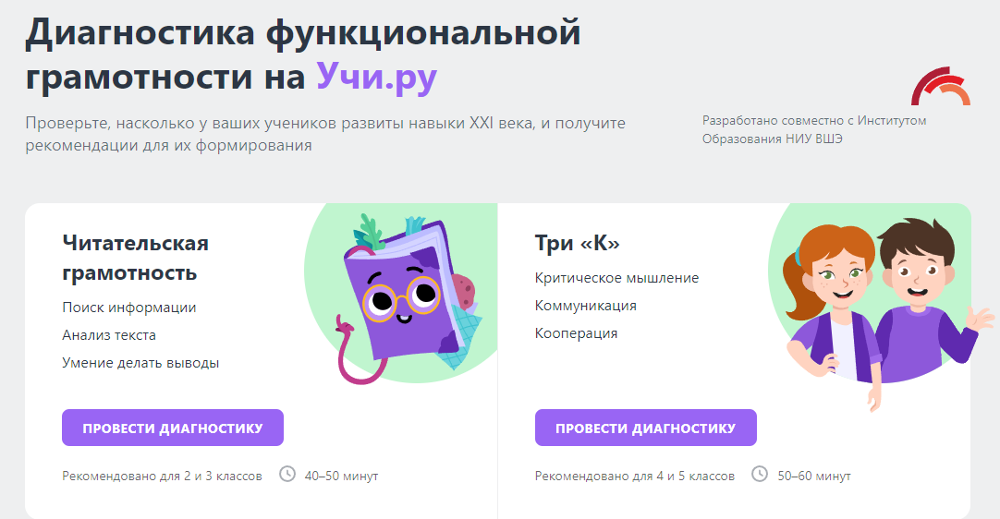 Диагностика функциональной
грамотности на Учи.ру
Проверьте, насколько у ваших учеников развиты навыки XXI века, и получите
рекомендации для их формирования
Разработано совместно с Институтом
Образования НИУ ВШЭ
Читательская
грамотность
Поиск информации
Анализ текста
Умение делать выводы
ПРОВЕСТИ ДИАГНОСТИКУ
Рекомендовано для 2 и 3 классов
40–50 минут
Три «К»
Критическое мышление
Коммуникация
Кооперация
ПРОВЕСТИ ДИАГНОСТИКУ
Рекомендовано для 4 и 5 классов
50–60 минут